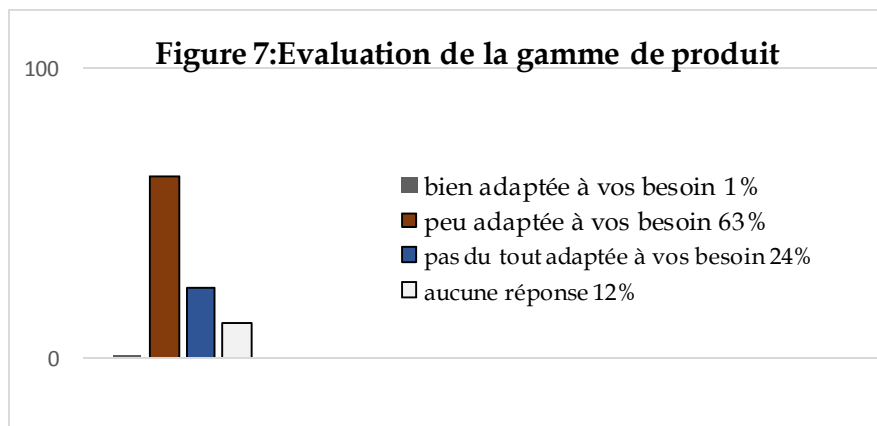 Figure 7:Evaluation de la gamme de produit
100
bien adaptée à vos besoin 1%
peu adaptée à vos besoin 63%
pas du tout adaptée à vos besoin 24%
aucune réponse 12%
0